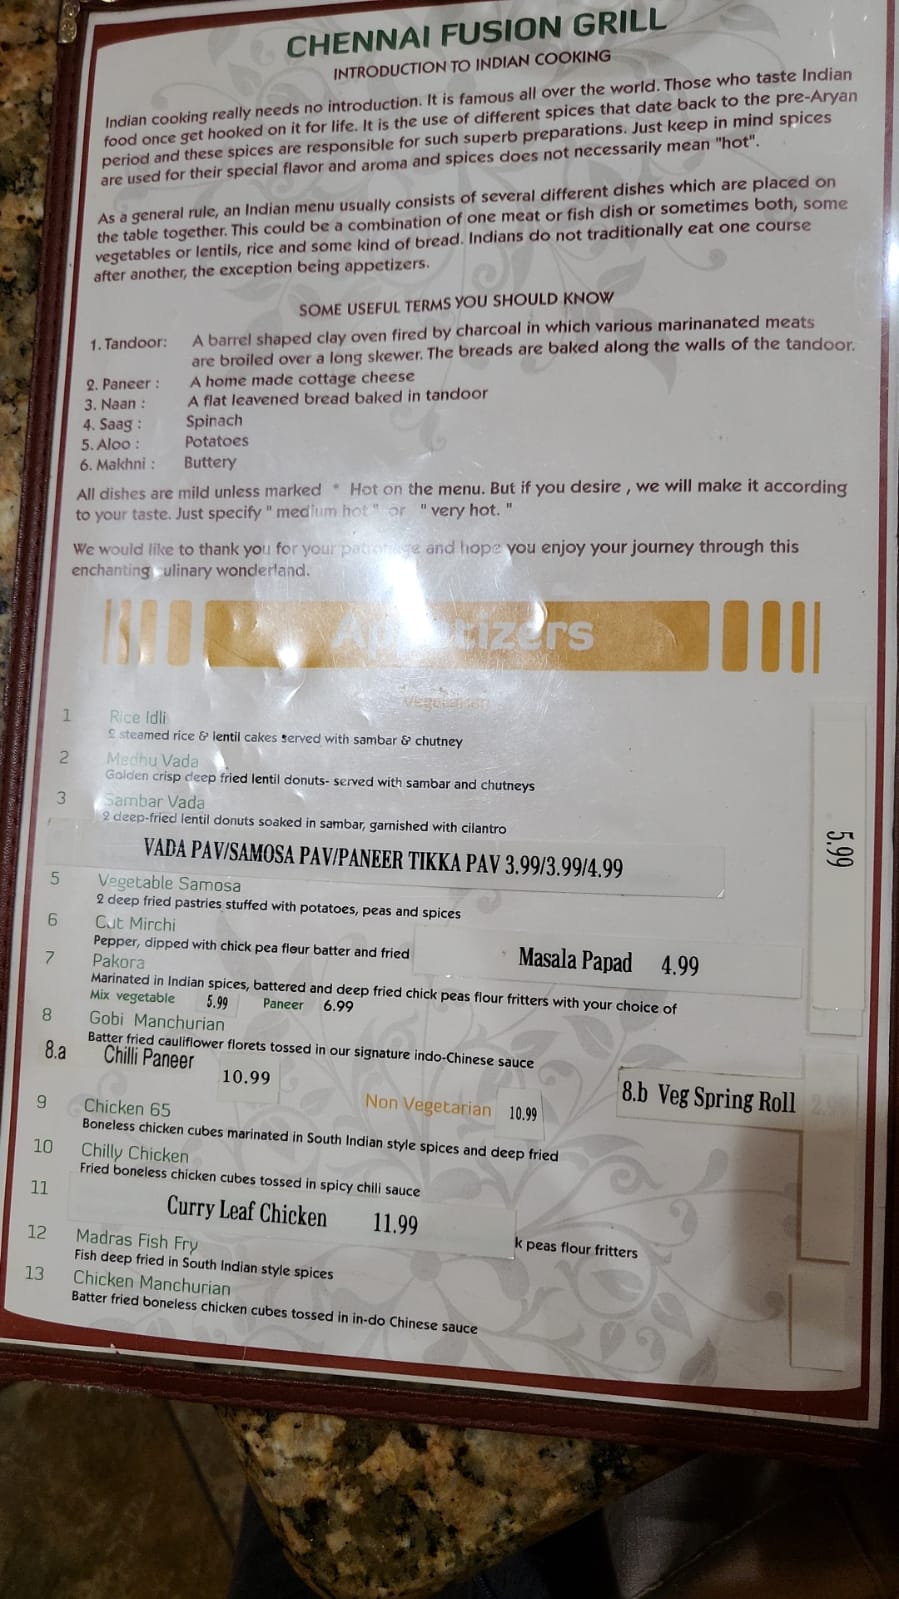 CHENNAI FUSION GRILL
INTRODUCTION TO INDIAN COOKING
Indian cooking really needs no introduction. It is famous all over the world. Those who taste Indian
food once get hooked on it for life. It is the use of different spices that date back to the pre-Aryan
period and these spices are responsible for such superb preparations. Just keep in mind spices
are used for their special flavor and aroma and spices does not necessarily mean "hot".
As a general rule, an Indian menu usually consists of several different dishes which are placed on
the table together. This could be a combination of one meat or fish dish or sometimes both, some
vegetables or lentils, rice and some kind of bread. Indians do not traditionally eat one course
after another, the exception being appetizers.
SOME USEFUL TERMS YOU SHOULD KNOW
1. Tandoor: A barrel shaped clay oven fired by charcoal in which various marinanated meats
are broiled over a long skewer. The breads are baked along the walls of the tandoor.
2. Paneer : A home made cottage cheese
3. Naan : A flat leavened bread baked in tandoor
4. Saag : Spinach
5. Aloo : Potatoes
6. Makhni : Buttery
All dishes are mild unless marked * Hot on the menu. But if you desire , we will make it according
to your taste. Just specify " medium hot " or " very hot. "
We would like to thank you for your patronage and hope you enjoy your journey through this
enchanting culinary wonderland.
Appetizers
Vegetarian
1 Rice Idli
2 steamed rice & lentil cakes served with sambar & chutney
2 Medhu Vada
Golden crisp deep fried lentil donuts- served with sambar and chutneys
3 Sambar Vada
2 deep-fried lentil donuts soaked in sambar, garnished with cilantro
5.99
VADA PAV/SAMOSA PAV/PANEER TIKKA PAV 3.99/3.99/4.99
5 Vegetable Samosa
2 deep fried pastries stuffed with potatoes, peas and spices
6 Cut Mirchi
Pepper, dipped with chick pea flour batter and fried
Masala Papad 4.99
7 Pakora
Marinated in Indian spices, battered and deep fried chick peas flour fritters with your choice of
Mix vegetable 5.99 Paneer 6.99
8 Gobi Manchurian
Batter fried cauliflower florets tossed in our signature indo-Chinese sauce
8.a Chilli Paneer
10.99
8.b Veg Spring Roll
Non Vegetarian 10.99
9 Chicken 65
Boneless chicken cubes marinated in South Indian style spices and deep fried
10 Chilly Chicken
Fried boneless chicken cubes tossed in spicy chili sauce
11 Curry Leaf Chicken 11.99
k peas flour fritters
12 Madras Fish Fry
Fish deep fried in South Indian style spices
13 Chicken Manchurian
Batter fried boneless chicken cubes tossed in in-do Chinese sauce